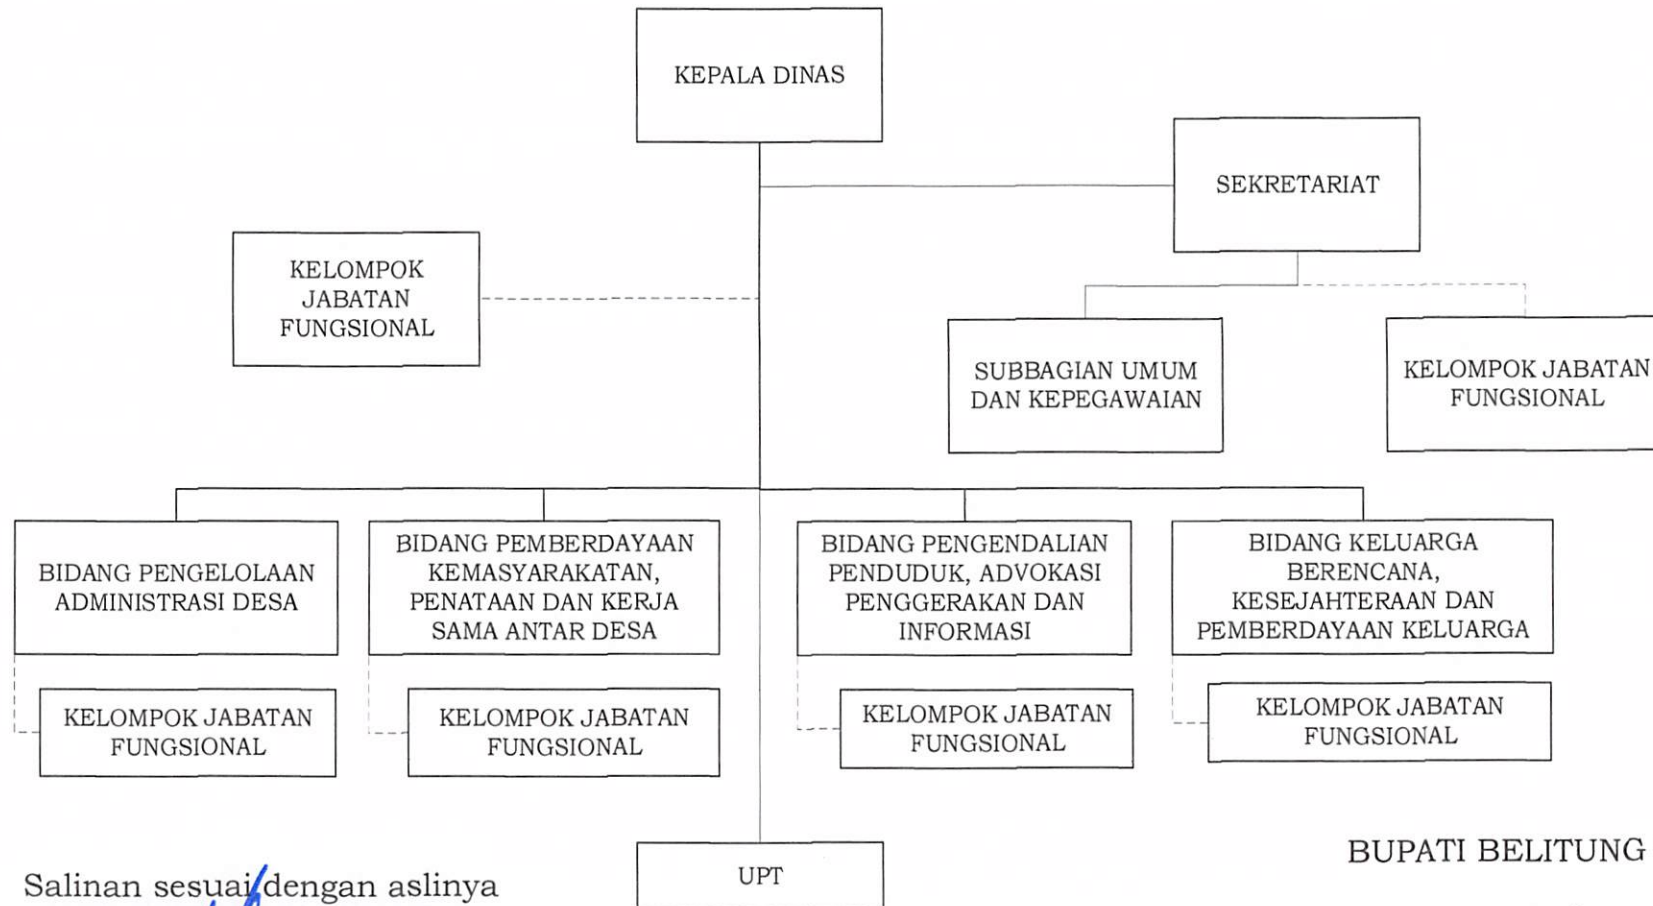 KEPALA DINAS
SEKRETARIAT
KELOMPOK
JABATAN
FUNGSIONAL
SUBBAGIAN UMUM
DAN KEPEGAWAIAN
KELOMPOK JABATAN
FUNGSIONAL
BIDANG PENGELOLAAN
ADMINISTRASI DESA
BIDANG PEMBERDAYAAN
KEMASYARAKATAN,
PENATAAN DAN KERJA
SAMA ANTAR DESA
BIDANG PENGENDALIAN
PENDUDUK, ADVOKASI
PENGGERAKAN DAN
INFORMASI
BIDANG KELUARGA
BERENCANA,
KESEJAHTERAAN DAN
PEMBERDAYAAN KELUARGA
KELOMPOK JABATAN
FUNGSIONAL
KELOMPOK JABATAN
FUNGSIONAL
KELOMPOK JABATAN
FUNGSIONAL
KELOMPOK JABATAN
FUNGSIONAL
UPT
BUPATI BELITUNG
Salinan sesuai dengan aslinya